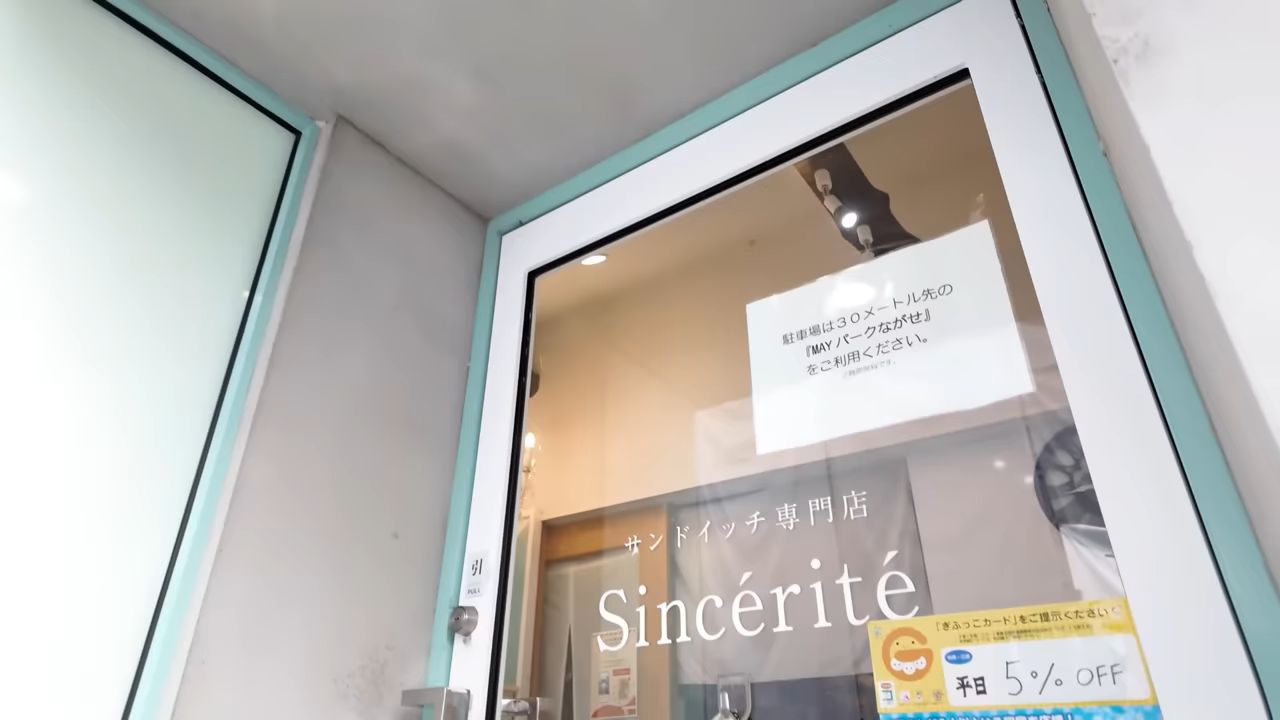 駐車場は30メートル先の
『MAYパークながせ』
をご利用ください。
サンドイッチ専門店
Sincérité
引
PULL
「ぎふっこカード」をご提示ください
平日 5% OFF